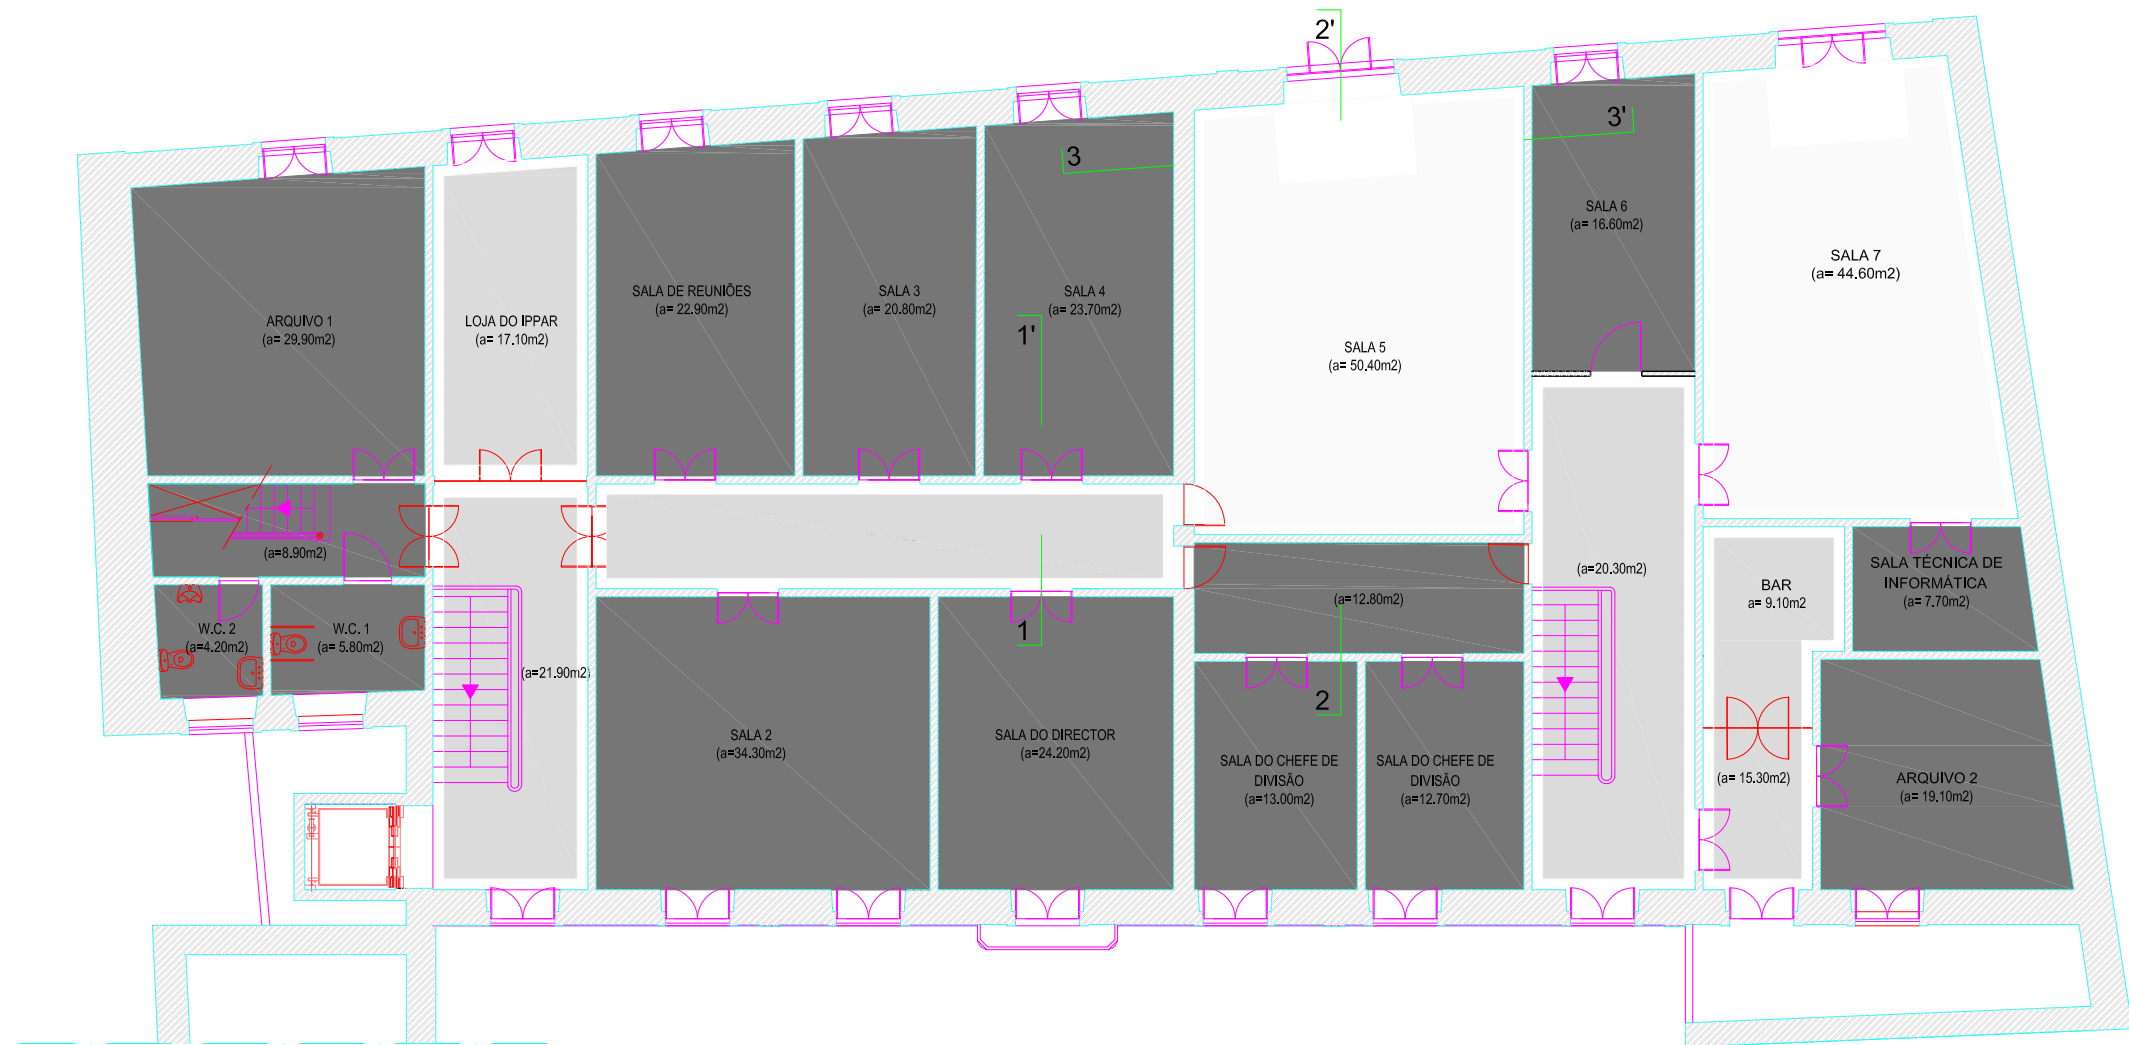 2'
3'
3
SALA 6
(a= 16.60m2)
SALA 7
(a= 44.60m2)
SALA DE REUNIÕES
(a= 22.90m2)
SALA 3
(a= 20.80m2)
SALA 4
(a= 23.70m2)
ARQUIVO 1
(a= 29.90m2)
LOJA DO IPPAR
(a= 17.10m2)
1'
SALA 5
(a= 50.40m2)
(a=8.90m2)
(a=20.30m2)
SALA TÉCNICA DE
INFORMÁTICA
(a= 7.70m2)
BAR
a= 9.10m2
(a=12.80m2)
W.C. 2
(a=4.20m2)
W.C. 1
(a= 5.80m2)
1
(a=21.90m2)
2
SALA 2
(a=34.30m2)
SALA DO DIRECTOR
(a=24.20m2)
SALA DO CHEFE DE
DIVISÃO
(a=13.00m2)
SALA DO CHEFE DE
DIVISÃO
(a=12.70m2)
(a= 15.30m2)
ARQUIVO 2
(a= 19.10m2)